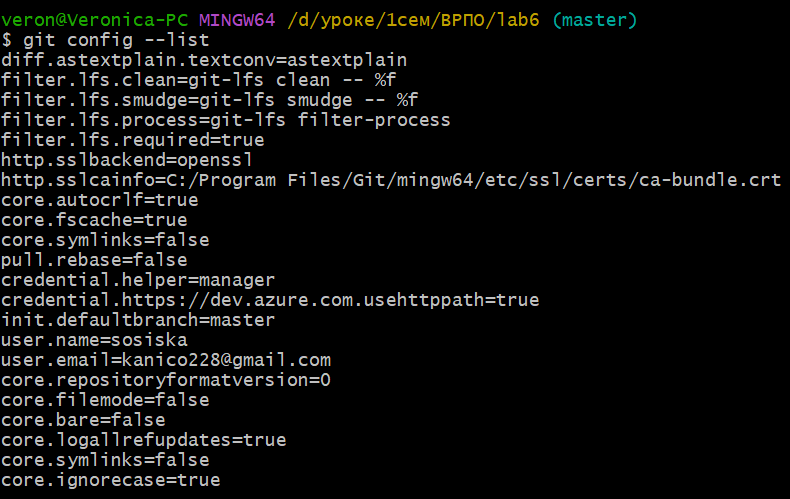 veron@Veronica-PC MINGW64 /d/уроке/1сем/ВРПО/lab6 (master)
$ git config --list
diff.astextplain.textconv=astextplain
filter.lfs.clean=git-lfs clean -- %f
filter.lfs.smudge=git-lfs smudge -- %f
filter.lfs.process=git-lfs filter-process
filter.lfs.required=true
http.sslbackend=openssl
http.sslcainfo=C:/Program Files/Git/mingw64/etc/ssl/certs/ca-bundle.crt
core.autocrlf=true
core.fscache=true
core.symlinks=false
pull.rebase=false
credential.helper=manager
credential.https://dev.azure.com.usehttppath=true
init.defaultbranch=master
user.name=sosiska
user.email=kanico228@gmail.com
core.repositoryformatversion=0
core.filemode=false
core.bare=false
core.logallrefupdates=true
core.symlinks=false
core.ignorecase=true